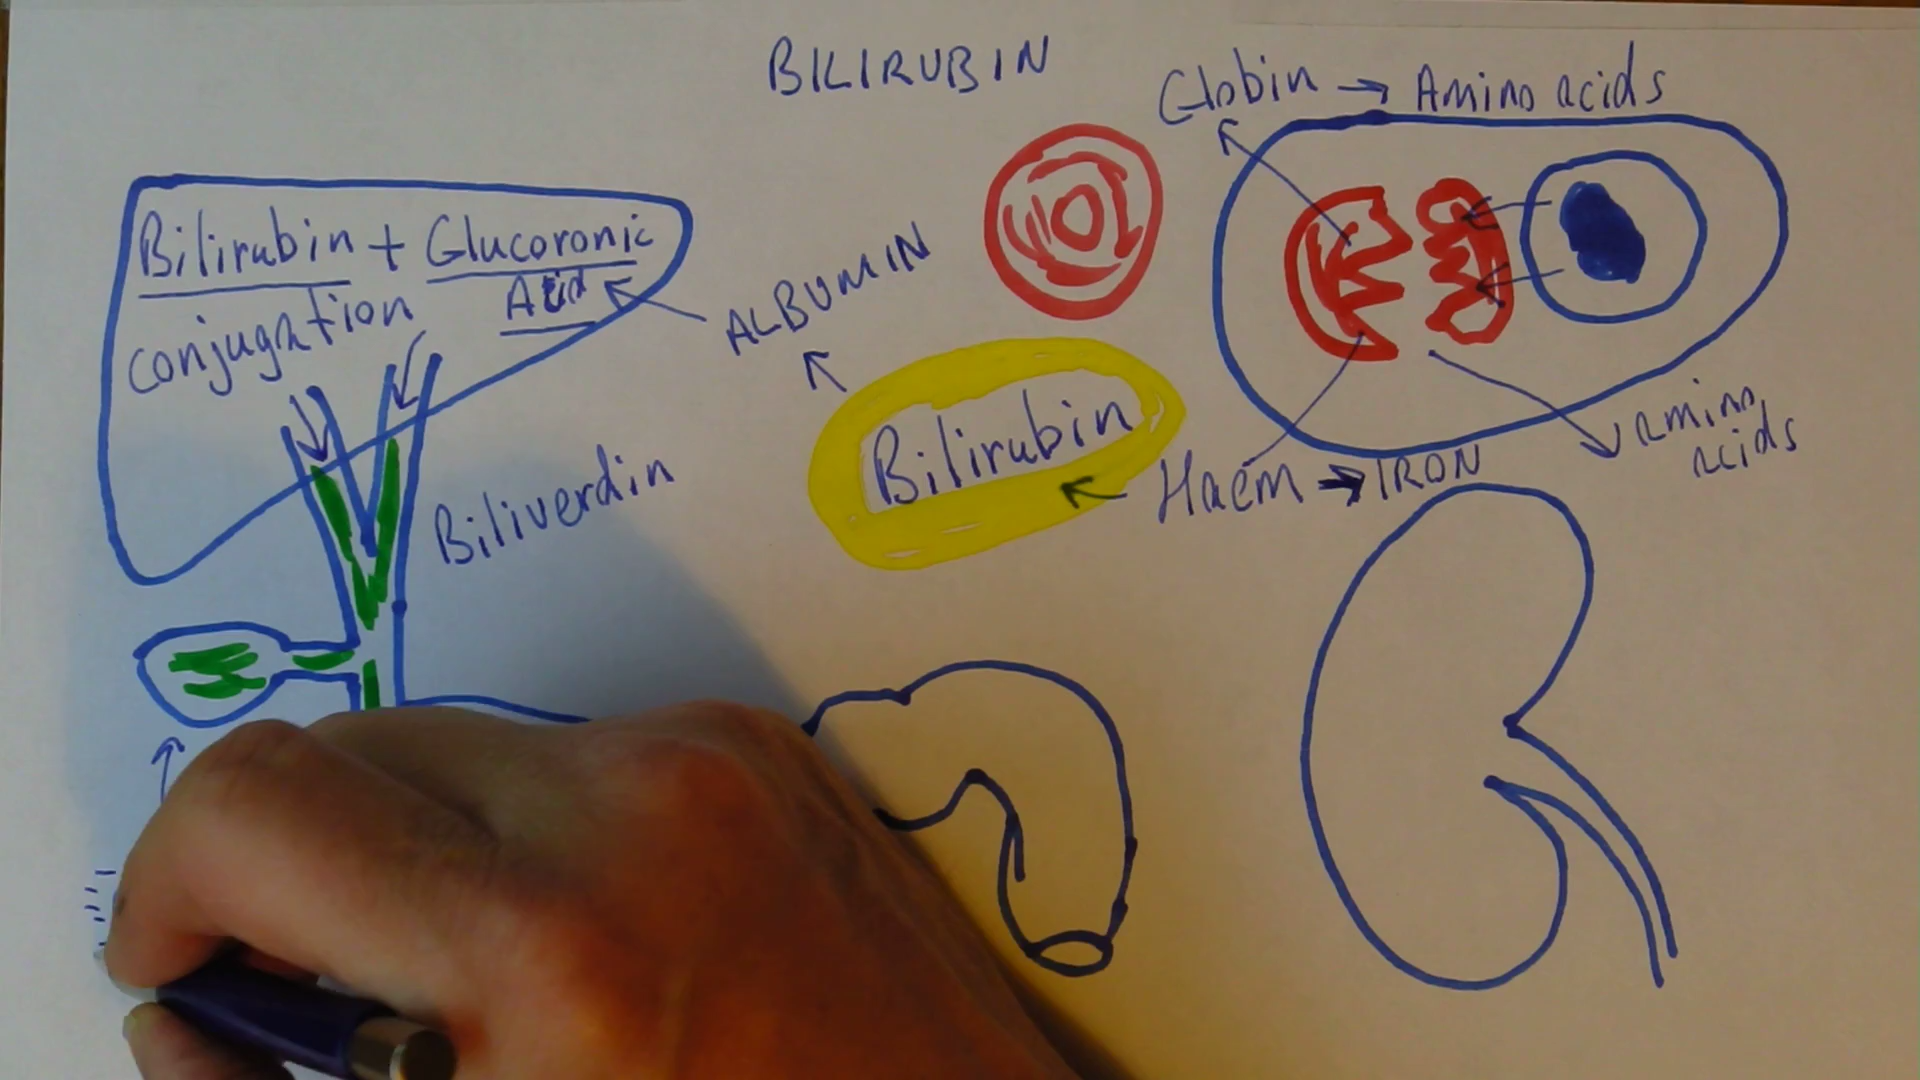 BILIRUBIN
Globin → Amino acids
Bilirubin + Glucoronic
Acid
conjugation
ALBUMIN
Bilirubin
Haem → IRON
amino
acids
Biliverdin